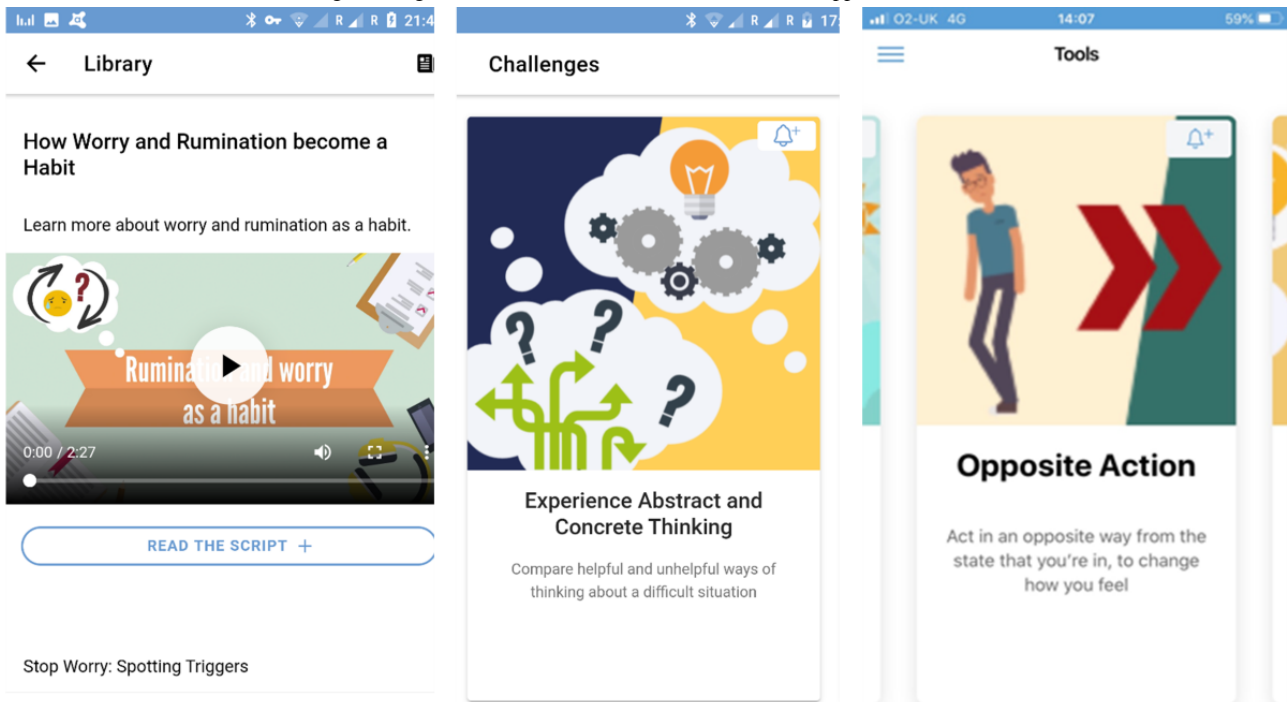 21:4
Library
How Worry and Rumination become a
Habit
Learn more about worry and rumination as a habit.
?
Rumination and worry
as a habit
0:00 / 2:27
READ THE SCRIPT +
Stop Worry: Spotting Triggers
R R 17:
Challenges
? ? ?
Experience Abstract and
Concrete Thinking
Compare helpful and unhelpful ways of
thinking about a difficult situation
O2-UK 4G 14:07 59%
Tools
Opposite Action
Act in an opposite way from the
state that you're in, to change
how you feel